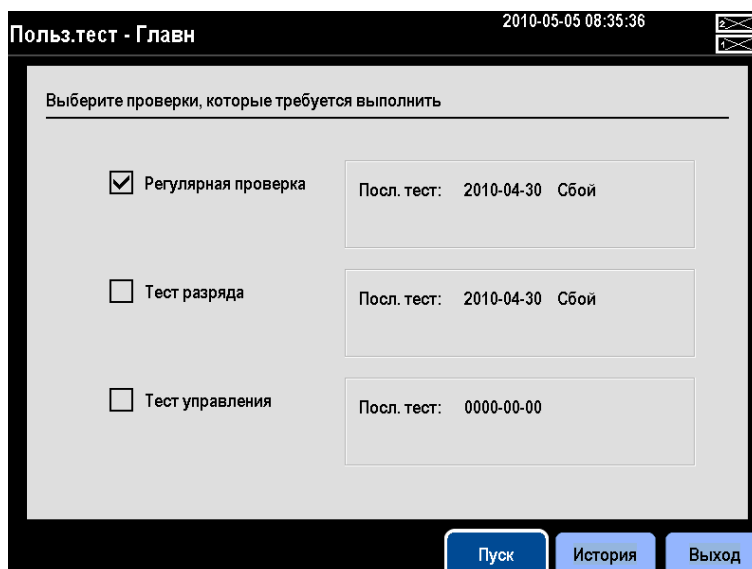 Польз.тест - Главн
2010-05-05 08:35:36
2
1
Выберите проверки, которые требуется выполнить
Регулярная проверка
Посл. тест: 2010-04-30 Сбой
Тест разряда
Посл. тест: 2010-04-30 Сбой
Тест управления
Посл. тест: 0000-00-00
Пуск
История
Выход